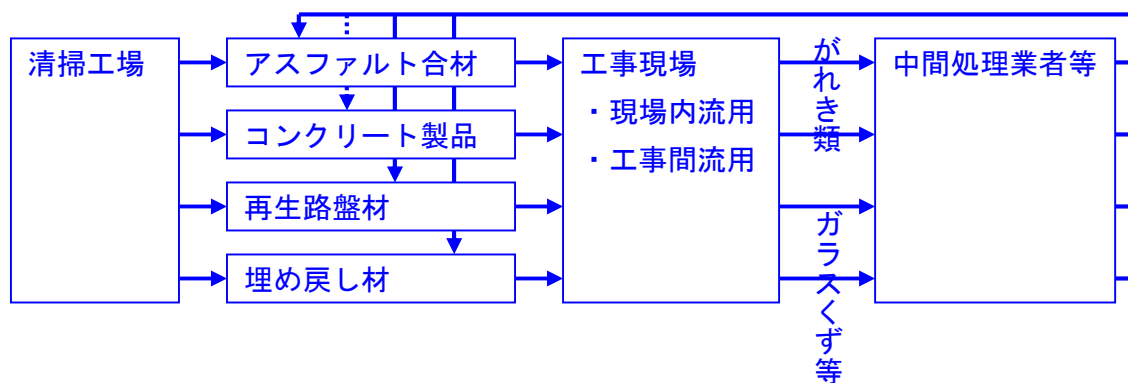 清掃工場
アスファルト合材
コンクリート製品
再生路盤材
埋め戻し材
工事現場
・現場内流用
・工事間流用
がれき類
ガラスくず等
中間処理業者等